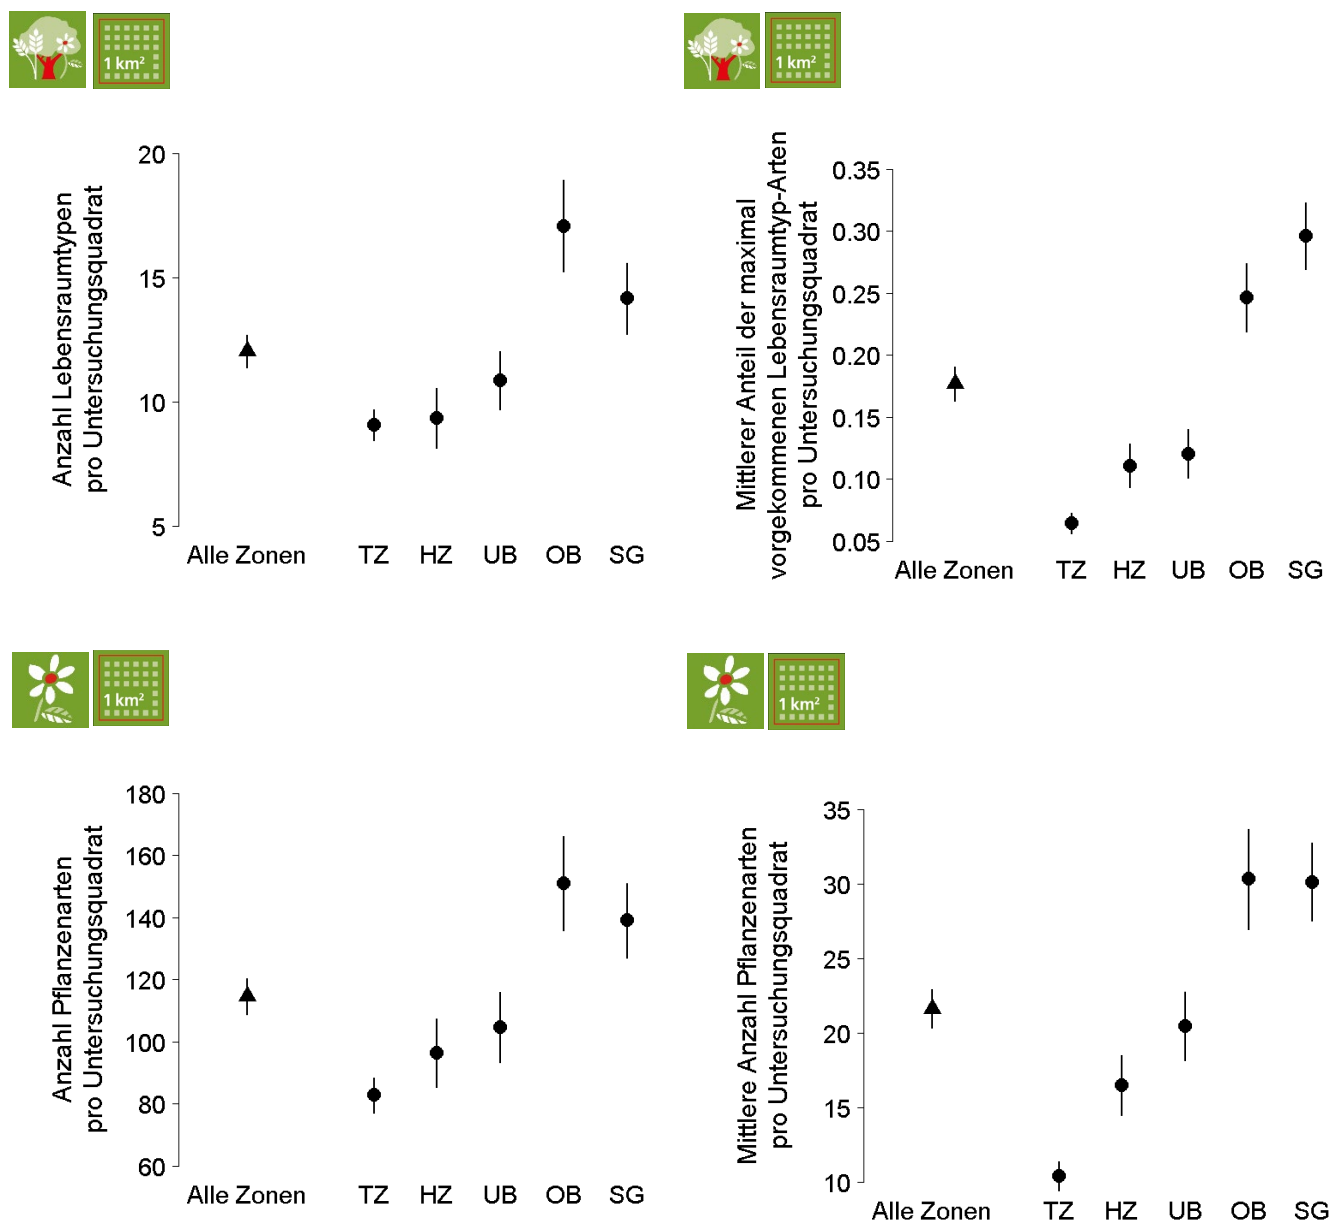 1 km²
1 km²
Anzahl Lebensraumtypen
pro Untersuchungsquadrat
20
15
10
5
Alle Zonen TZ HZ UB OB SG
Mittlerer Anteil der maximal
vorgekommenen Lebensraumtyp-Arten
pro Untersuchungsquadrat
0.35
0.30
0.25
0.20
0.15
0.10
0.05
Alle Zonen TZ HZ UB OB SG
1 km²
1 km²
Anzahl Pflanzenarten
pro Untersuchungsquadrat
180
160
140
120
100
80
60
Alle Zonen TZ HZ UB OB SG
Mittlere Anzahl Pflanzenarten
pro Untersuchungsquadrat
35
30
25
20
15
10
Alle Zonen TZ HZ UB OB SG